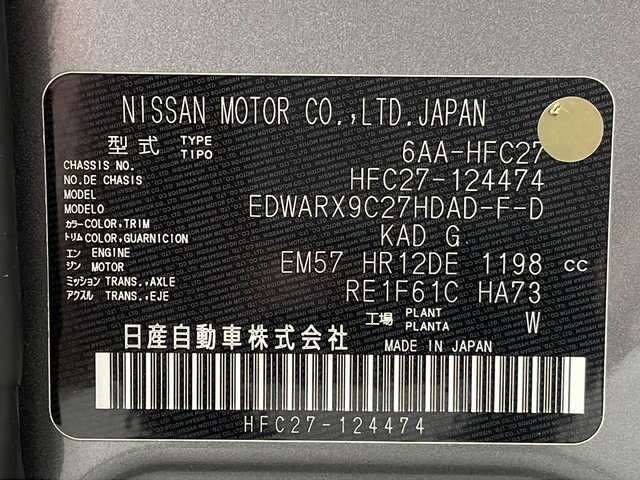 NISSAN MOTOR CO.,LTD.JAPAN
型式 TYPE TIPO 6AA-HFC27
CHASSIS NO.
NO.DE CHASIS HFC27-124474
MODEL
MODELO EDWARX9C27HDAD-F-D
カラー COLOR,TRIM
トリム COLOR,GUARNICION KAD G
エン ENGINE
ジン MOTOR EM57 HR12DE 1198 CC
ミッション TRANS.,AXLE
アクスル TRANS.,EJE RE1F61C HA73
工場 PLANT PLANTA W
日産自動車株式会社 MADE IN JAPAN
HFC27-124474